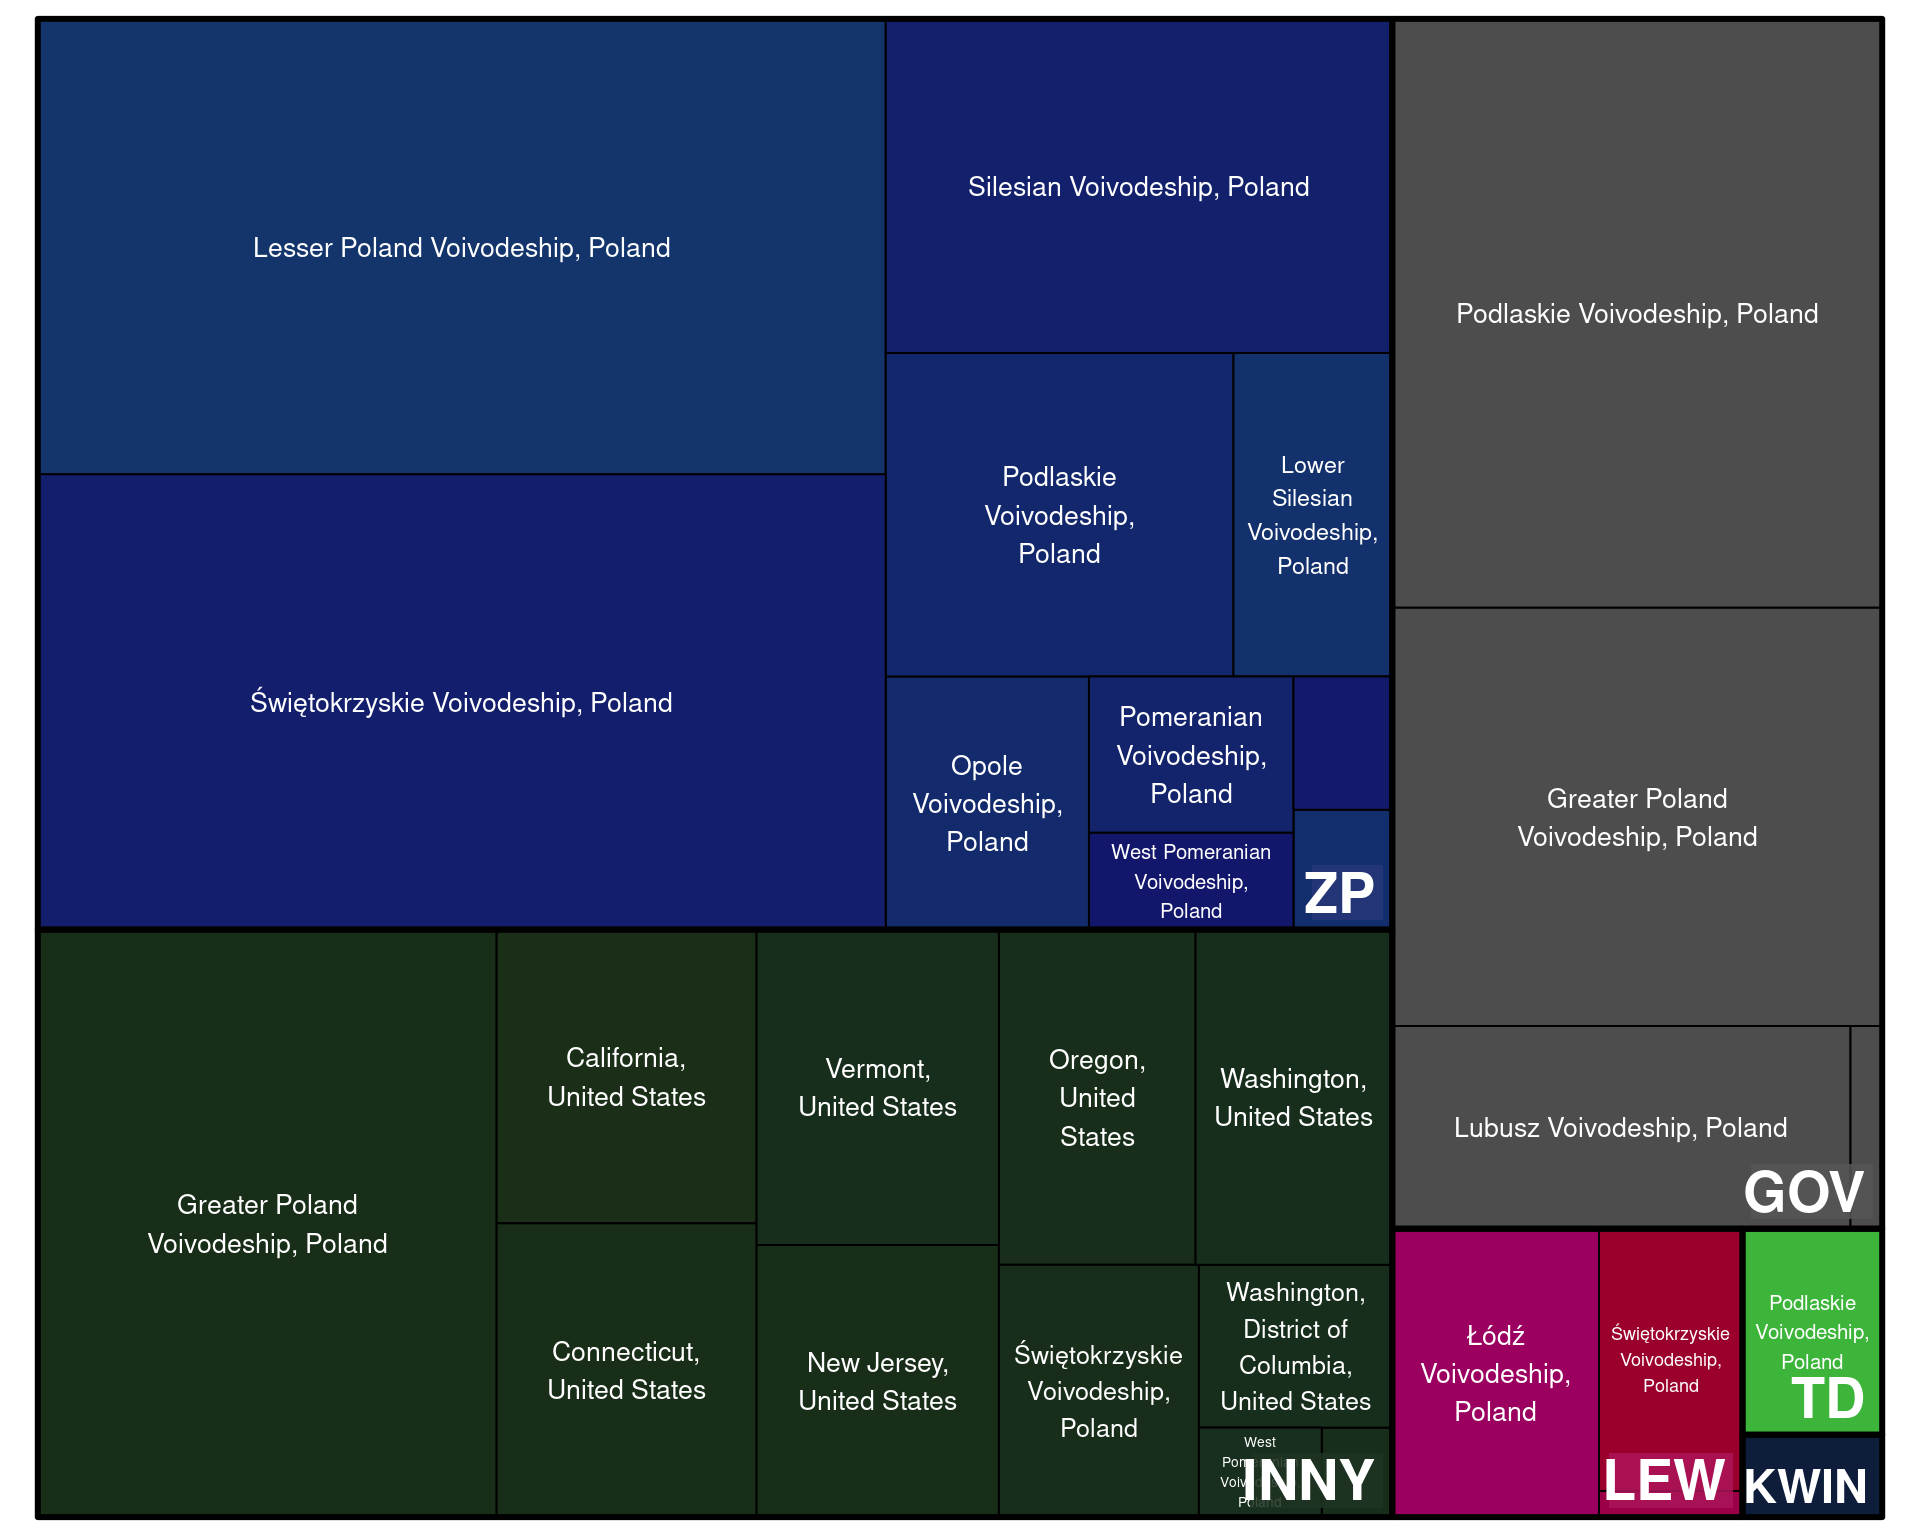 Lesser Poland Voivodeship, Poland
Świętokrzyskie Voivodeship, Poland
Silesian Voivodeship, Poland
Podlaskie
Voivodeship,
Poland
Lower
Silesian
Voivodeship,
Poland
Opole
Voivodeship,
Poland
Pomeranian
Voivodeship,
Poland
West Pomeranian
Voivodeship,
Poland
ZP
Podlaskie Voivodeship, Poland
Greater Poland
Voivodeship, Poland
Lubusz Voivodeship, Poland
GOV
Greater Poland
Voivodeship, Poland
California,
United States
Connecticut,
United States
Vermont,
United States
New Jersey,
United States
Oregon,
United
States
Washington,
United States
Świętokrzyskie
Voivodeship,
Poland
Washington,
District of
Columbia,
United States
West
Poland
INNY
Łódź
Voivodeship,
Poland
Świętokrzyskie
Voivodeship,
Poland
LEW
Podlaskie
Voivodeship,
Poland
TD
KWIN